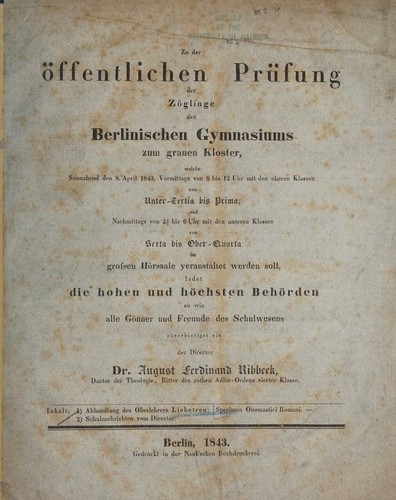 Zu der
öffentlichen Prüfung
der
Zöglinge
des
Berlinischen Gymnasiums
zum grauen Kloster,
welche
Sonnabend den 8. April 1843, Vormittags von 8 bis 12 Uhr mit den oberen Klassen
von
Unter-Tertia bis Prima,
und
Nachmittags von 2½ bis 6 Uhr mit den unteren Klassen
von
Sexta bis Ober-Quarta
im
grofsen Hörsaale veranstaltet werden soll,
ladet
die hohen und höchsten Behörden
so wie
alle Gönner und Freunde des Schulwesens
ehrerbietigst ein
der Director
Dr. August Ferdinand Ribbeck,
Doctor der Theologie, Ritter des rothen Adler-Ordens vierter Klasse.
Inhalt: 1) Abhandlung des Oberlehrers Liebetreu: Specimen Onomastici Romani. —
2) Schulnachrichten vom Director.
Berlin, 1843.
Gedruckt in der Nauk'schen Buchdruckerei